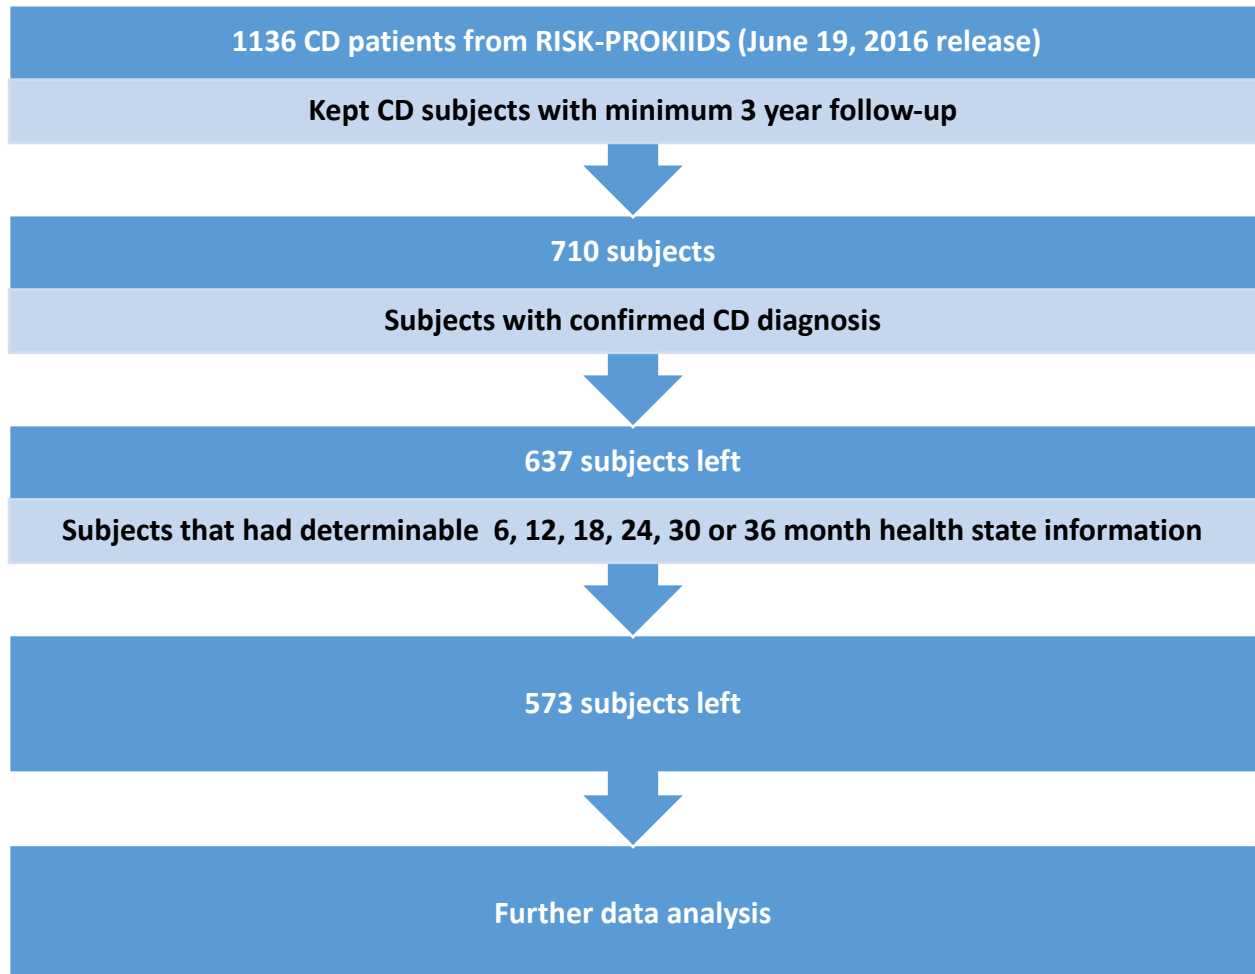 1136 CD patients from RISK-PROKIIDS (June 19, 2016 release)
Kept CD subjects with minimum 3 year follow-up
710 subjects
Subjects with confirmed CD diagnosis
637 subjects left
Subjects that had determinable  6, 12, 18, 24, 30 or 36 month health state information
573 subjects left
Further data analysis